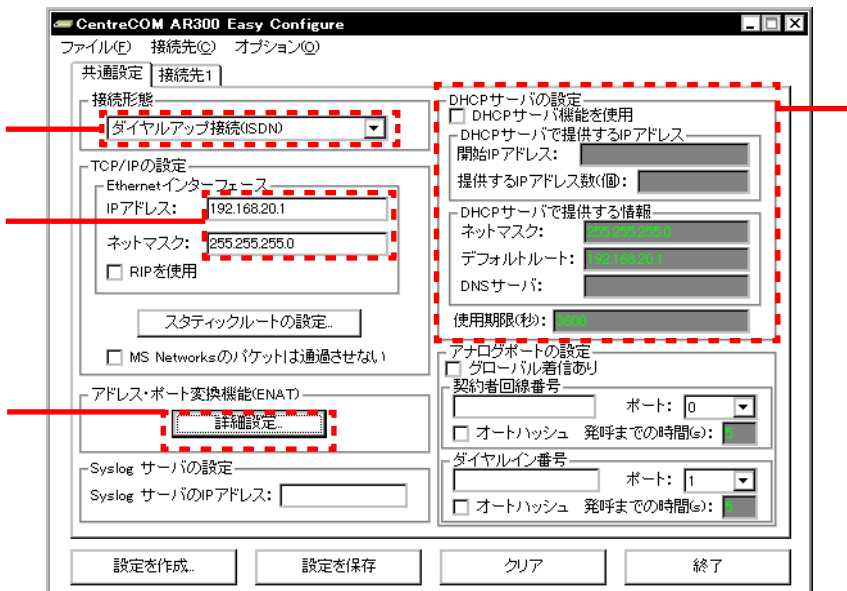 CentreCOM AR300 Easy Configure
ファイル(F) 接続先(C) オプション(O)
共通設定 接続先1
接続形態
ダイヤルアップ接続(ISDN)
TCP/IPの設定
Ethernetインターフェース
IPアドレス: 192.168.20.1
ネットマスク: 255.255.255.0
RIPを使用
スタティックルートの設定...
MS Networksのパケットは通過させない
アドレス・ポート変換機能(ENAT)
詳細設定...
Syslog サーバの設定
Syslog サーバのIPアドレス:
DHCPサーバの設定
DHCPサーバ機能を使用
DHCPサーバで提供するIPアドレス
開始IPアドレス:
提供するIPアドレス数(個):
DHCPサーバで提供する情報
ネットマスク: 255.255.255.0
デフォルトルート: 192.168.20.1
DNSサーバ:
使用期限(秒): 3600
アナログポートの設定
グローバル着信あり
契約者回線番号
ポート: 0
オートハッシュ 発呼までの時間(s): 5
ダイヤルイン番号
ポート: 1
オートハッシュ 発呼までの時間(s): 5
設定を作成... 設定を保存 クリア 終了